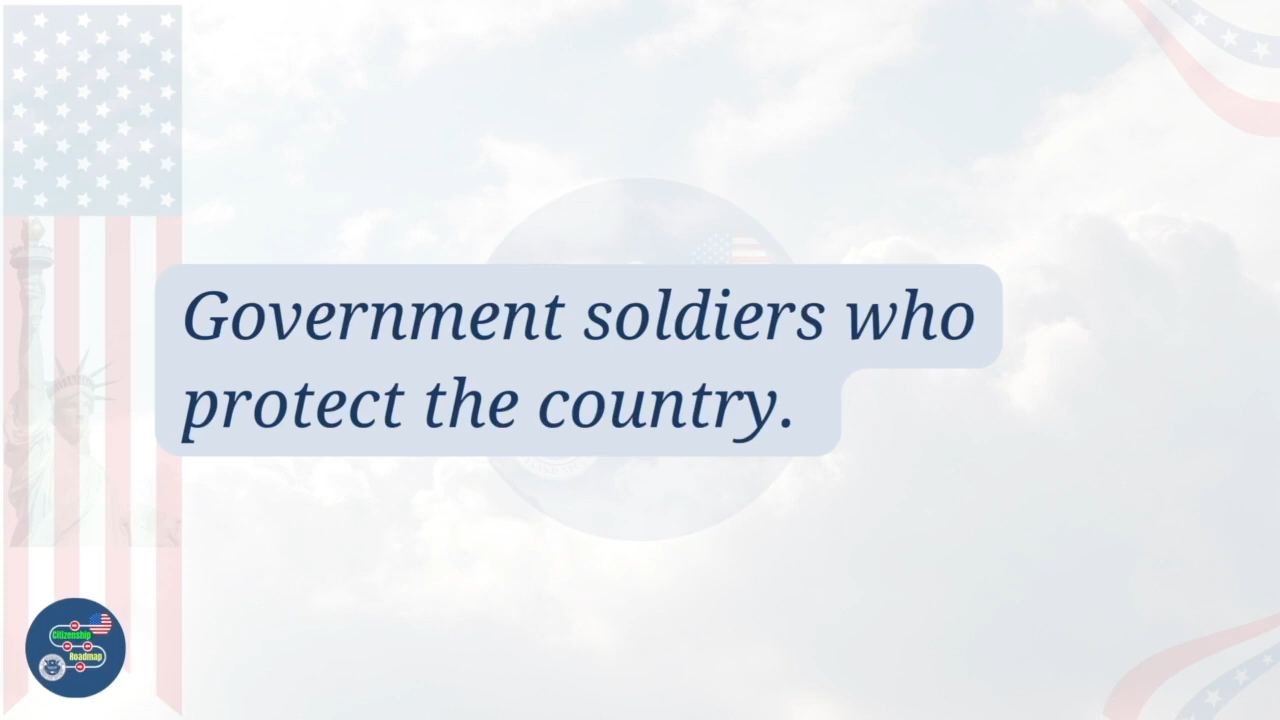 Government soldiers who
protect the country.
Citizenship
Roadmap